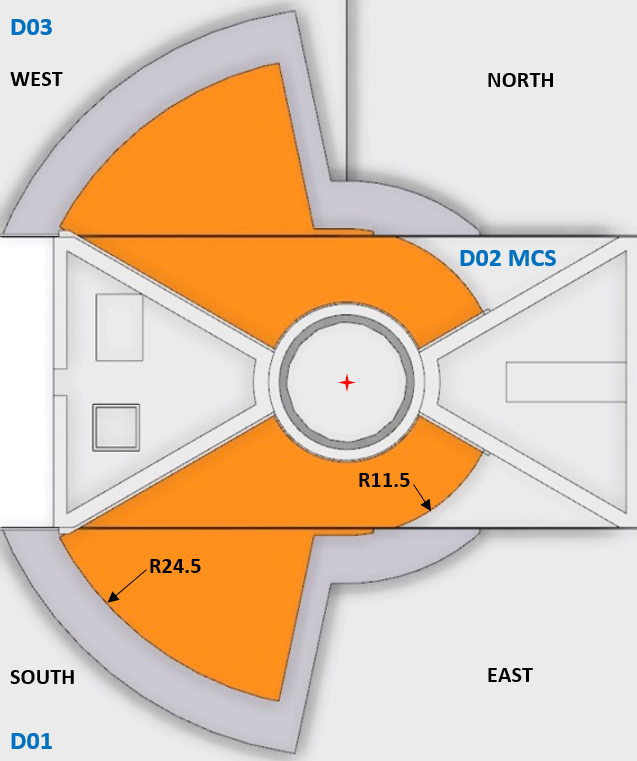 D03
WEST
NORTH
D02 MCS
R11.5
R24.5
SOUTH
EAST
D01